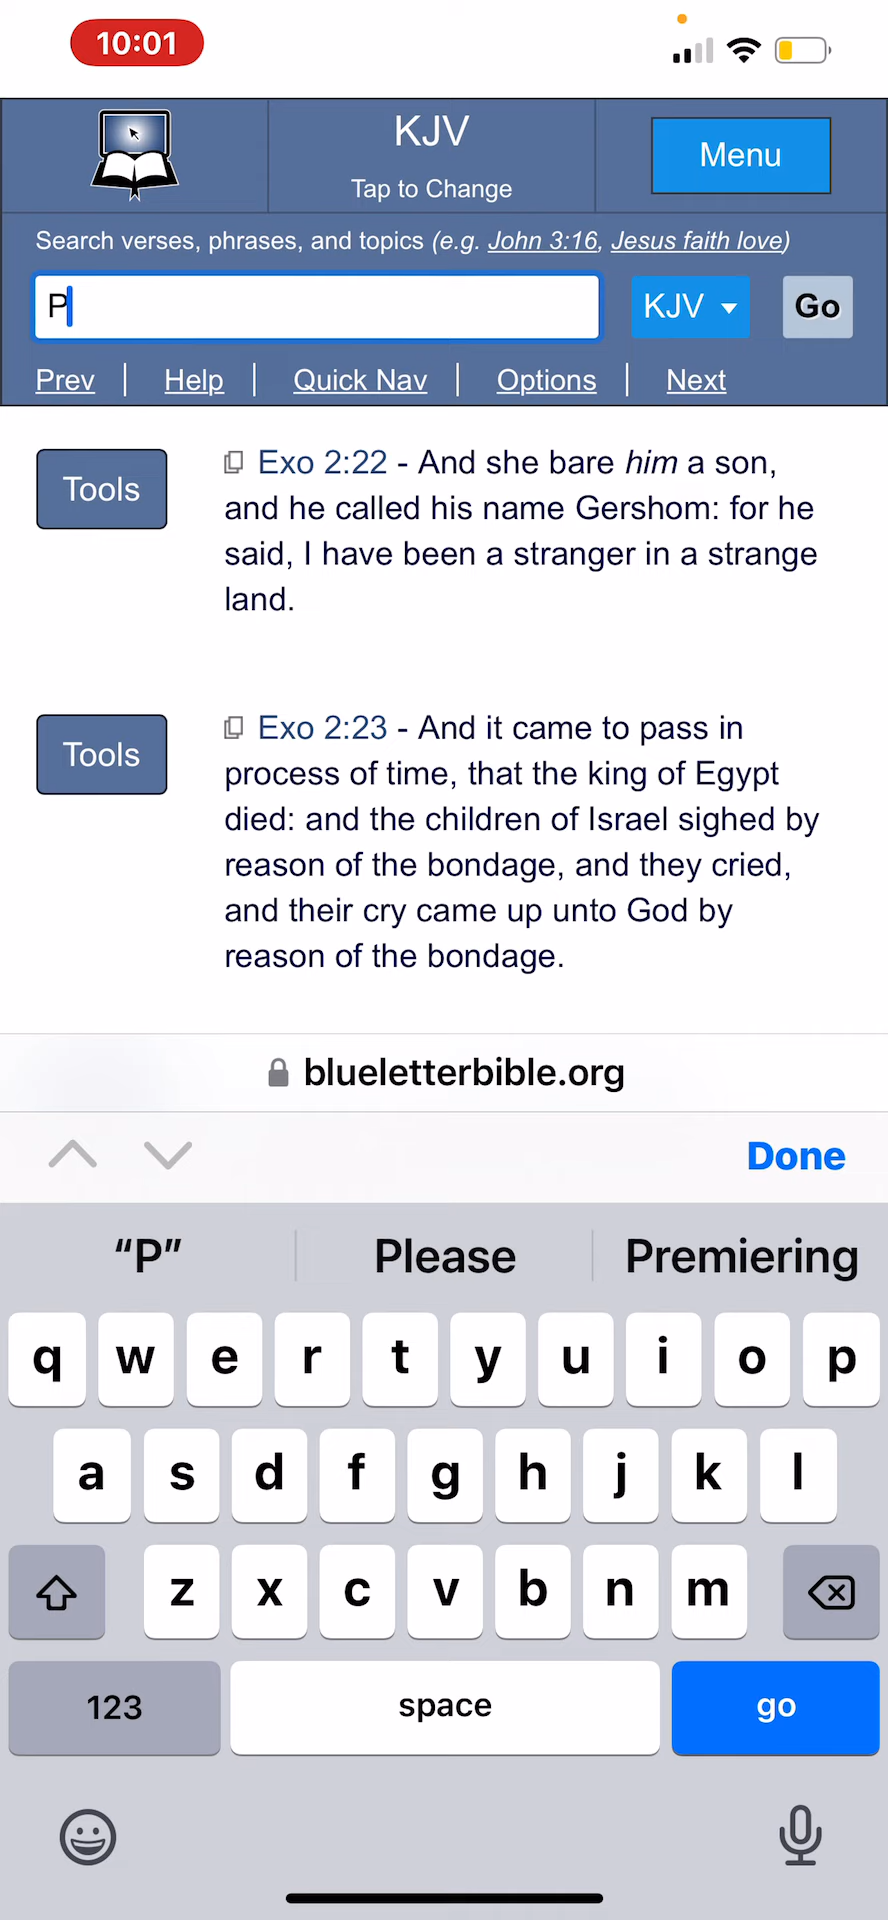 10:01
KJV
Tap to Change
Menu
Search verses, phrases, and topics (e.g. John 3:16, Jesus faith love)
P
KJV
Go
Prev | Help | Quick Nav | Options | Next
Tools
Exo 2:22 - And she bare him a son,
and he called his name Gershom: for he
said, I have been a stranger in a strange
land.
Tools
Exo 2:23 - And it came to pass in
process of time, that the king of Egypt
died: and the children of Israel sighed by
reason of the bondage, and they cried,
and their cry came up unto God by
reason of the bondage.
blueletterbible.org
Done
“P” Please Premiering
q w e r t y u i o p
a s d f g h j k l
z x c v b n m
123 space go